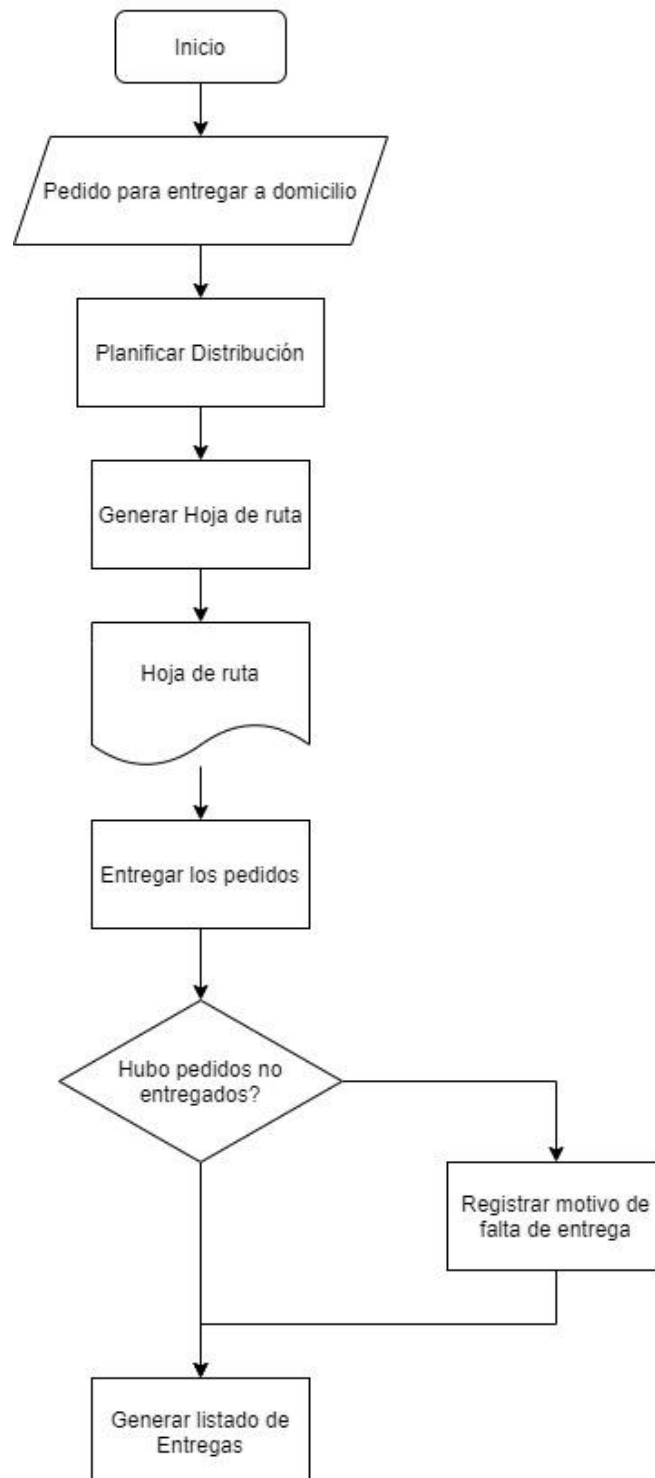 Inicio
Pedido para entregar a domicilio
Planificar Distribución
Generar Hoja de ruta
Hoja de ruta
Entregar los pedidos
Hubo pedidos no
entregados?
Registrar motivo de
falta de entrega
Generar listado de
Entregas